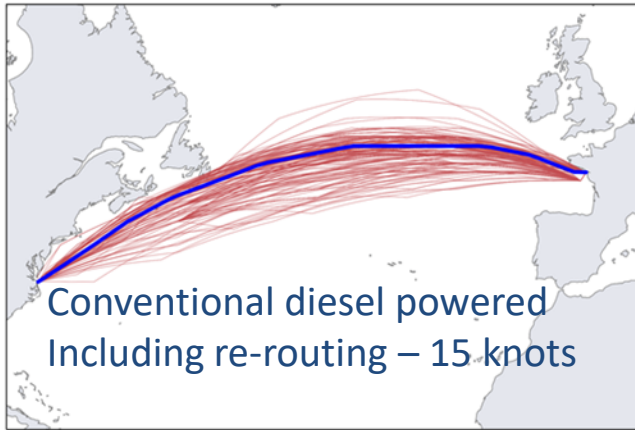 Conventional diesel powered
Including re-routing – 15 knots